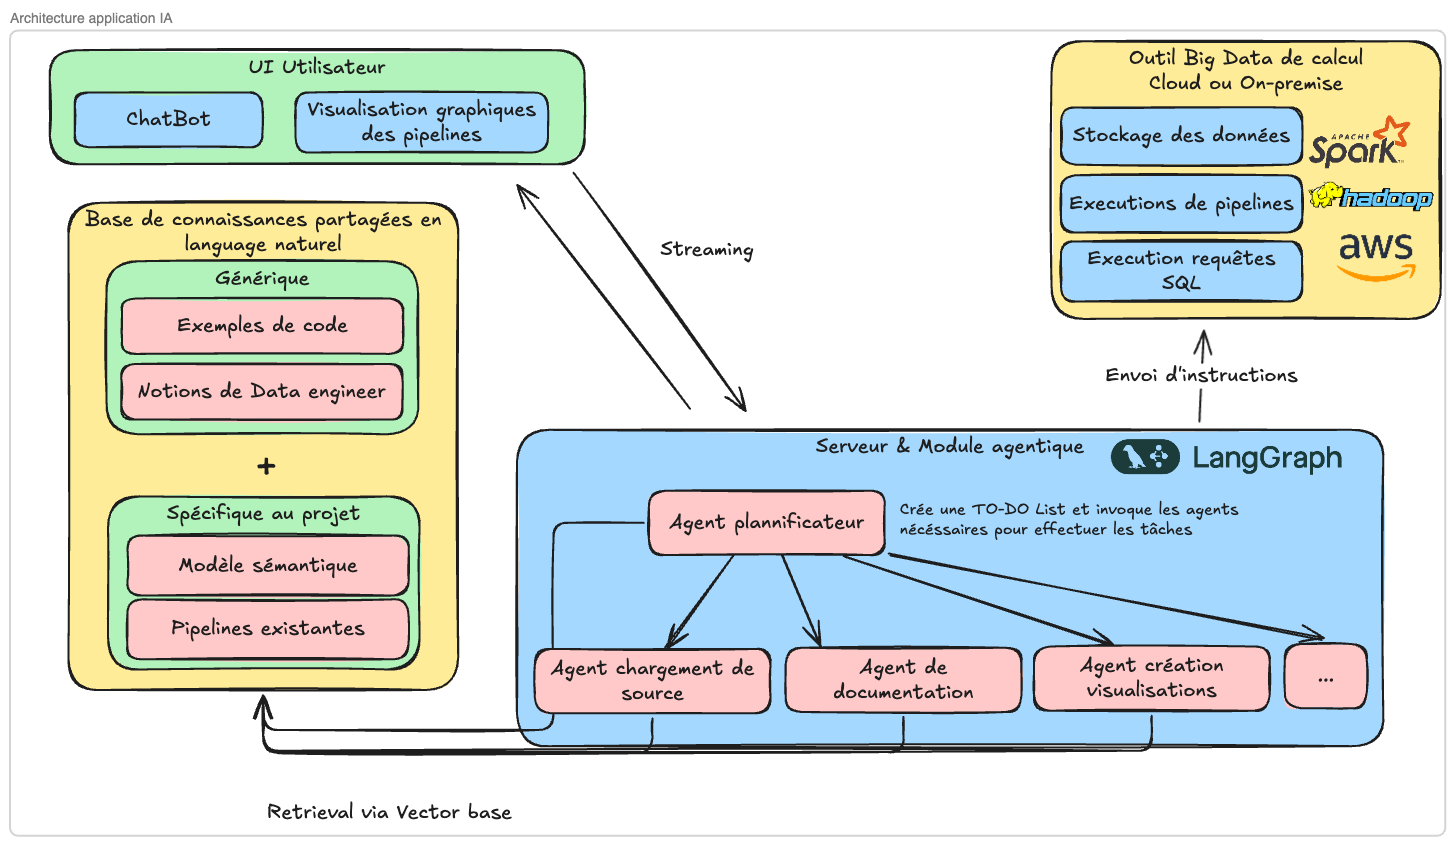 Architecture application IA
UI Utilisateur
ChatBot
Visualisation graphiques
des pipelines
Outil Big Data de calcul
Cloud ou On-premise
Stockage des données
APACHE
Spark
Executions de pipelines
hadoop
Execution requêtes
SQL
aws
Base de connaissances partagées en
language naturel
Générique
Exemples de code
Notions de Data engineer
+
Spécifique au projet
Modèle sémantique
Pipelines existantes
Streaming
Envoi d'instructions
Serveur & Module agentique
LangGraph
Agent plannificateur
Crée une TO-DO List et invoque les agents
nécéssaires pour effectuer les tâches
Agent chargement de
source
Agent de
documentation
Agent création
visualisations
...
Retrieval via Vector base